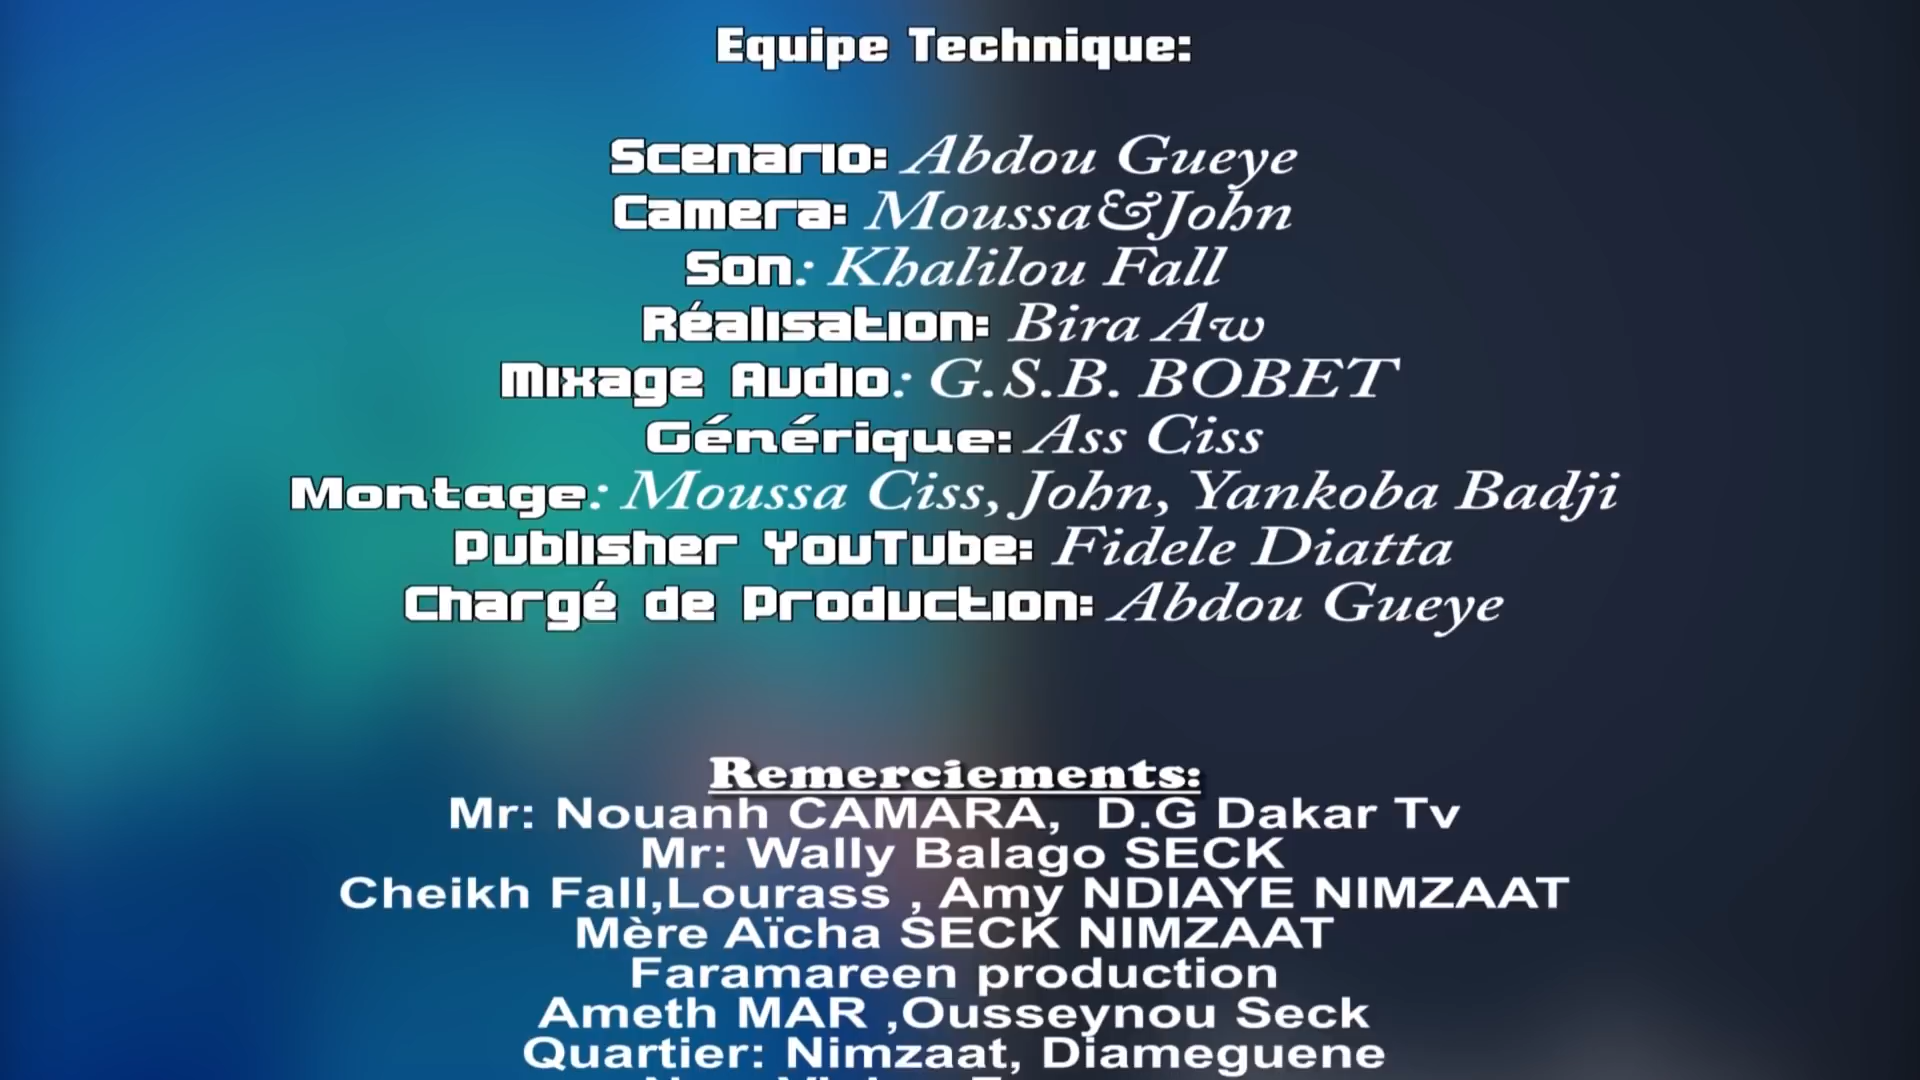 Equipe Technique:
Scenario: Abdou Gueye
Camera: Moussa&John
Son: Khalilou Fall
Réalisation: Bira Aw
Mixage Audio: G.S.B. BOBET
Générique: Ass Ciss
Montage: Moussa Ciss, John, Yankoba Badji
Publisher YouTube: Fidele Diatta
Chargé de Production: Abdou Gueye
Remerciements:
Mr: Nouanh CAMARA, D.G Dakar Tv
Mr: Wally Balago SECK
Cheikh Fall,Lourass , Amy NDIAYE NIMZAAT
Mère Aïcha SECK NIMZAAT
Faramareen production
Ameth MAR ,Ousseynou Seck
Quartier: Nimzaat, Diameguene